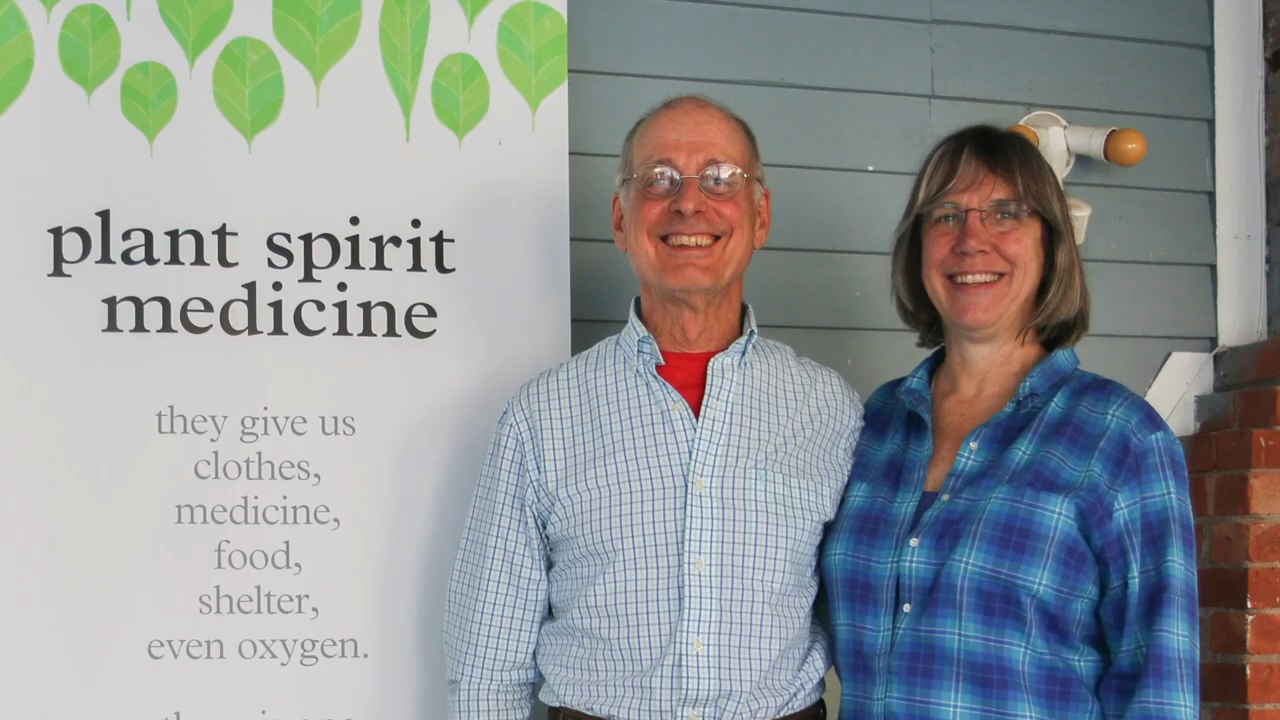 plant spirit
medicine
they give us
clothes,
medicine,
food,
shelter,
even oxygen.